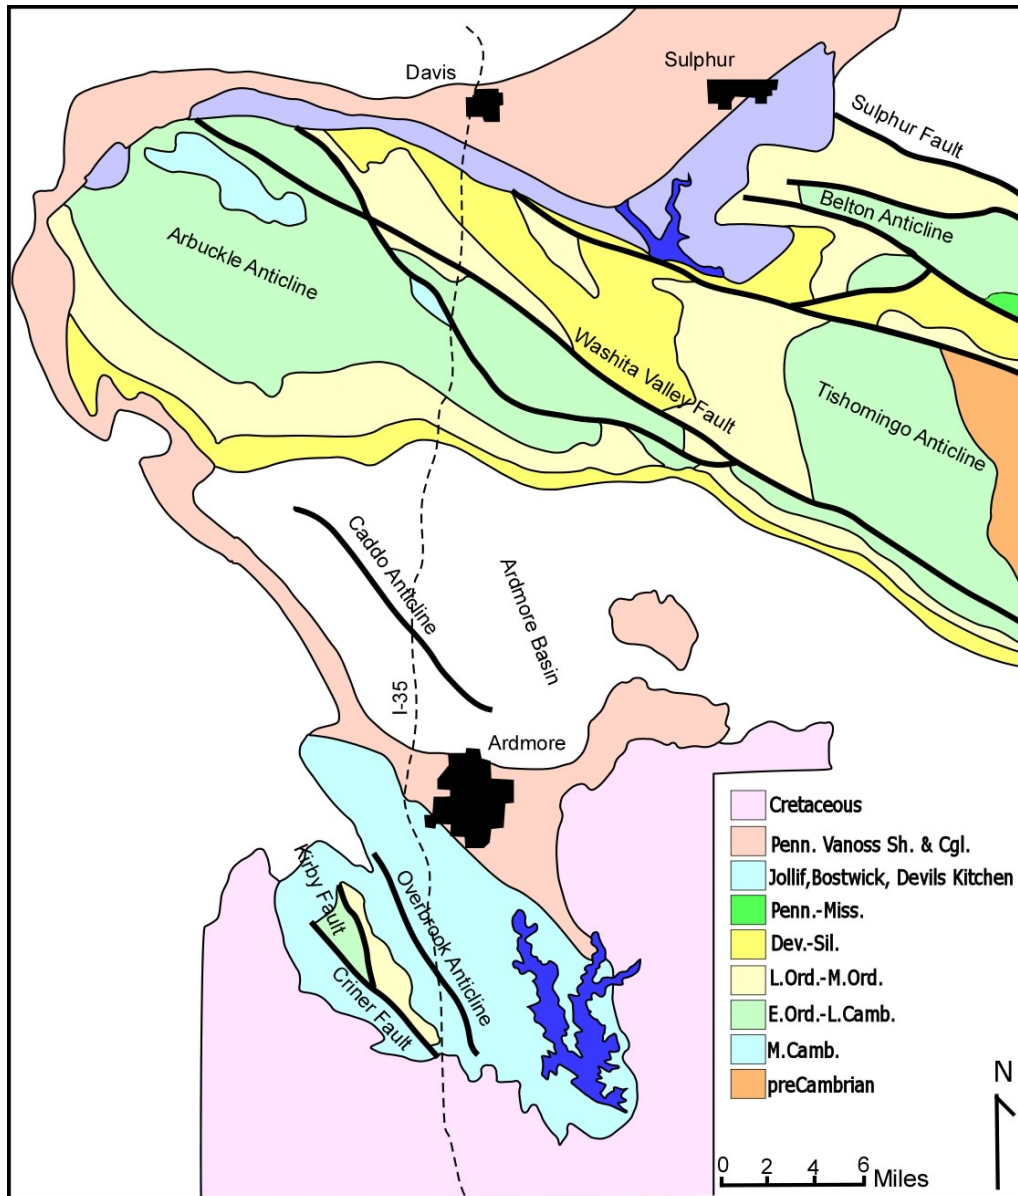 Davis
Sulphur
Sulphur Fault
Belton Anticline
Arbuckle Anticline
Washita Valley Fault
Tishomingo Anticline
Caddo Anticline
Ardmore Basin
I-35
Ardmore
Kirby Fault
Overbrook Anticline
Criner Fault
Cretaceous
Penn. Vanoss Sh. & Cgl.
Jollif,Bostwick, Devils Kitchen
Penn.-Miss.
Dev.-Sil.
L.Ord.-M.Ord.
E.Ord.-L.Camb.
M.Camb.
preCambrian
N
0 2 4 6
Miles